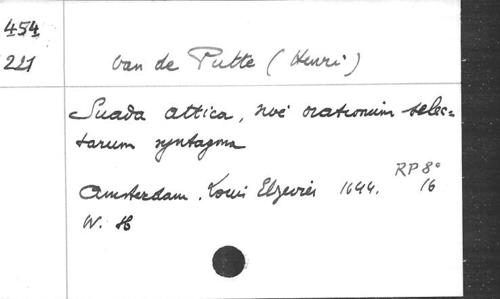 454
221
van de Putte (Henri)
Suada attica, sive orationum selec-
tarum syntagma
Amsterdam. Louis Elzevier 1644. RP 8°
W. H 16